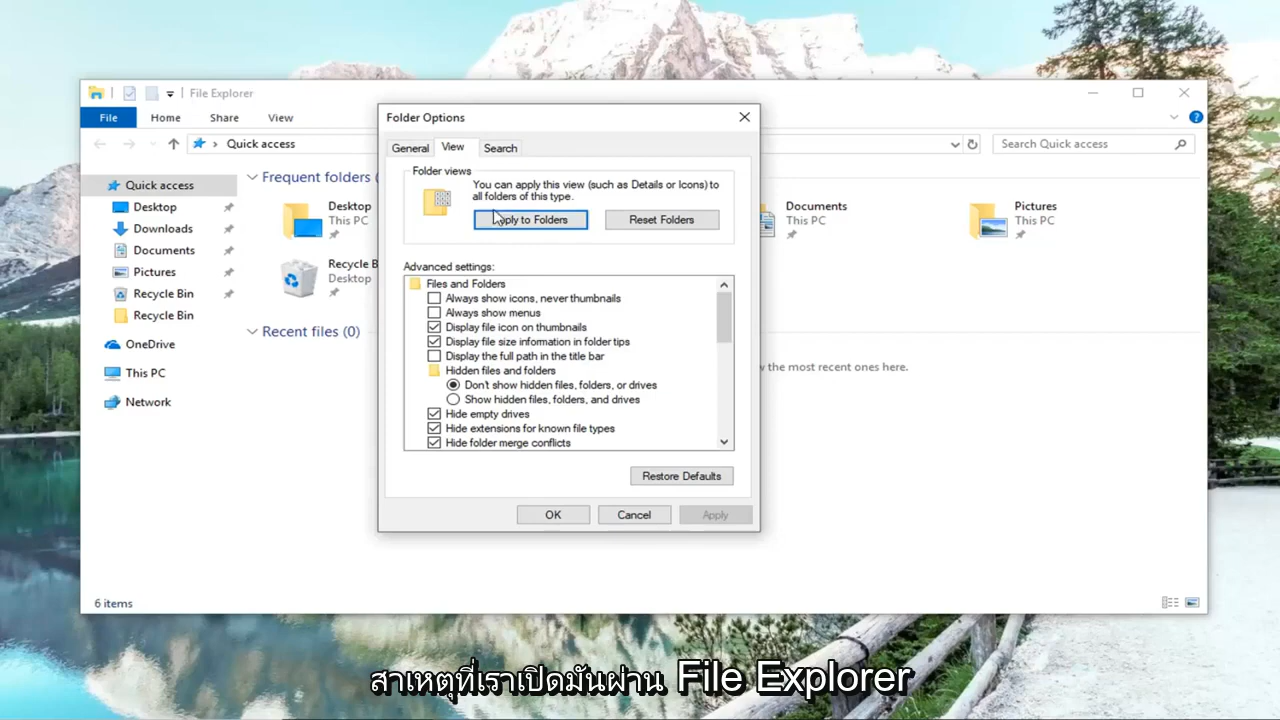 File Explorer
File
Home
Share
View
Quick access
Search Quick access
Quick access
Desktop
Downloads
Documents
Pictures
Recycle Bin
Recycle Bin
OneDrive
This PC
Network
Frequent folders (
Desktop
This PC
Recycle B
Desktop
Documents
This PC
Pictures
This PC
Recent files (0)
the most recent ones here.
6 items
Folder Options
General
View
Search
Folder views
You can apply this view (such as Details or Icons) to
all folders of this type.
Apply to Folders
Reset Folders
Advanced settings:
Files and Folders
Always show icons, never thumbnails
Always show menus
Display file icon on thumbnails
Display file size information in folder tips
Display the full path in the title bar
Hidden files and folders
Don't show hidden files, folders, or drives
Show hidden files, folders, and drives
Hide empty drives
Hide extensions for known file types
Hide folder merge conflicts
Restore Defaults
OK
Cancel
Apply
สาเหตุที่เราเปิดมันผ่าน File Explorer